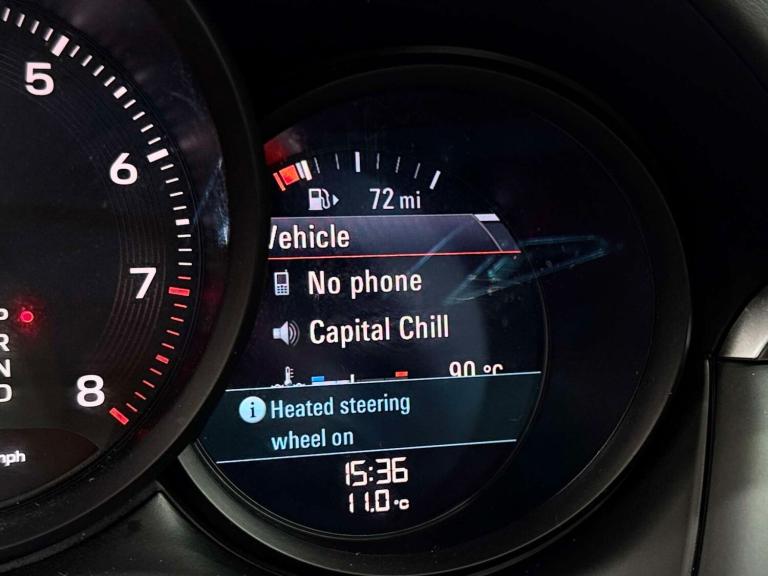 5
6
7
8
P
R
N
D
mph
72 mi
Vehicle
No phone
Capital Chill
90 °C
i Heated steering
wheel on
15:36
11.0 °C